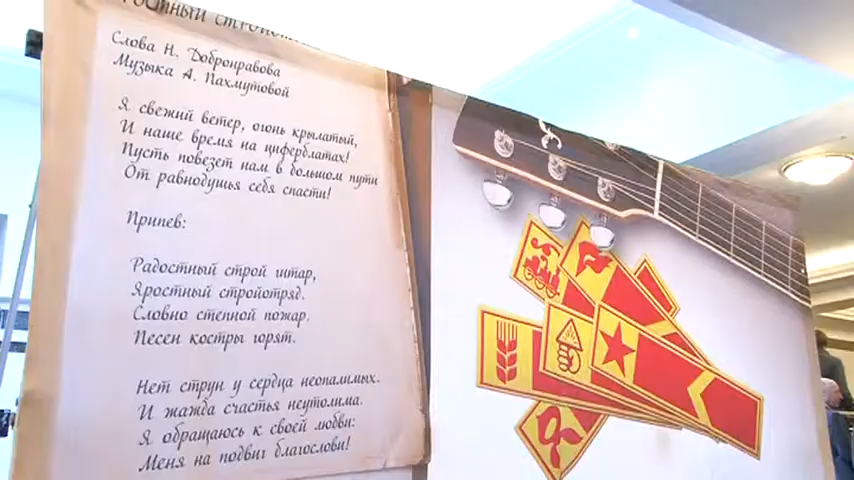 Слова Н. Добронравова
Музыка А. Пахмутовой
Я свежий ветер, огонь крылатый,
И наше время на циферблатах!
Пусть повезет нам в большом пути
От равнодушья себя спасти!
Припев:
Радостный строй гитар,
Яростный стройотряд.
Словно степной пожар.
Песен костры горят.
Нет струн у сердца неопалимых.
И жажда счастья неутолима.
Я обращаюсь к своей любви:
Меня на подвиг благослови!